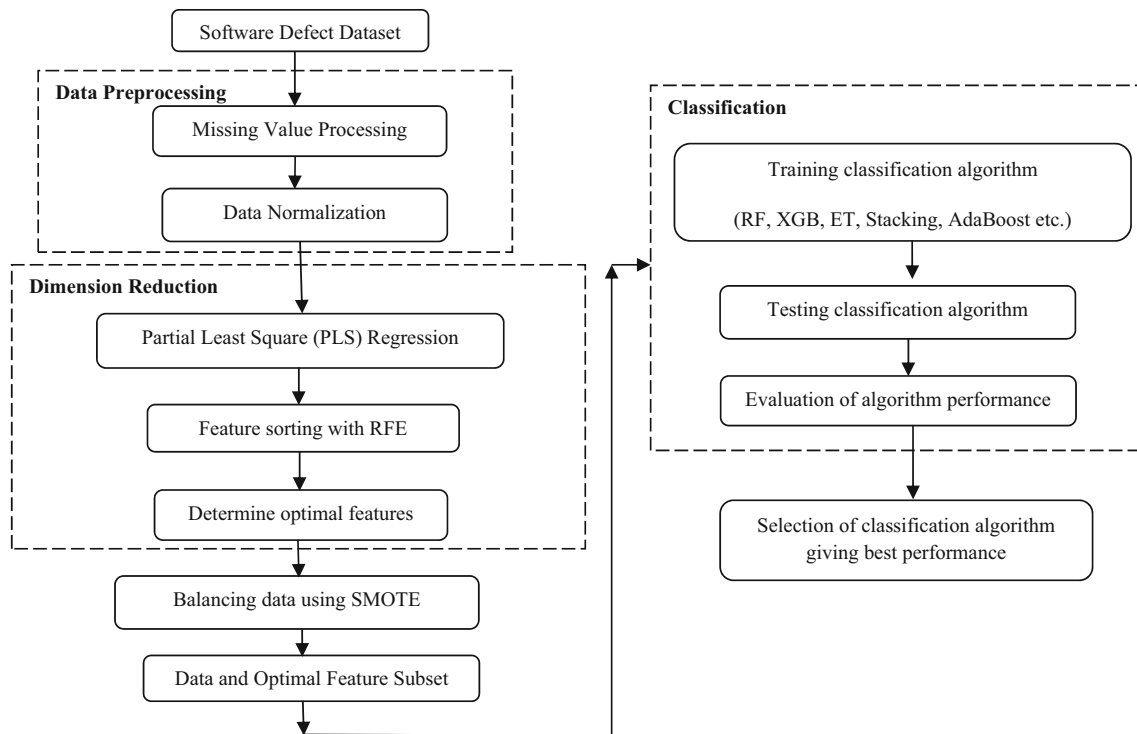 Software Defect Dataset
Data Preprocessing
Missing Value Processing
Data Normalization
Dimension Reduction
Partial Least Square (PLS) Regression
Feature sorting with RFE
Determine optimal features
Balancing data using SMOTE
Data and Optimal Feature Subset
Classification
Training classification algorithm
(RF, XGB, ET, Stacking, AdaBoost etc.)
Testing classification algorithm
Evaluation of algorithm performance
Selection of classification algorithm
giving best performance